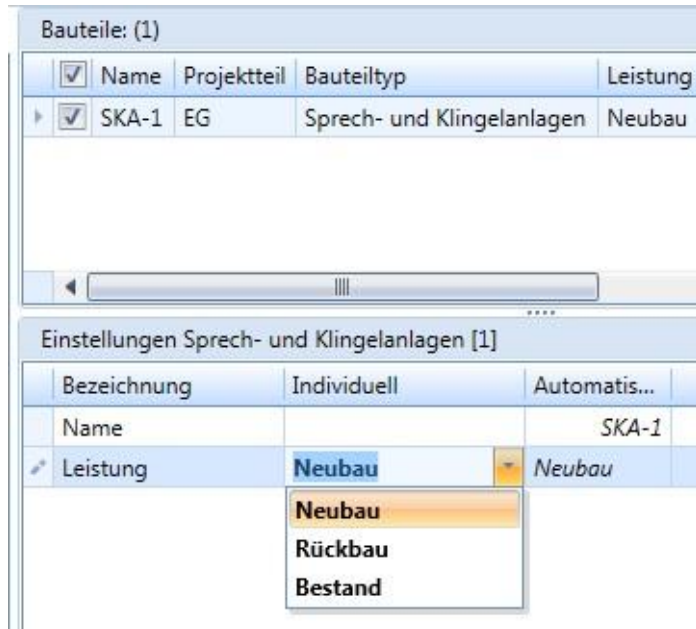 Bauteile: (1)
Name Projektteil Bauteiltyp Leistung
SKA-1 EG Sprech- und Klingelanlagen Neubau
Einstellungen Sprech- und Klingelanlagen [1]
Bezeichnung Individuell Automatis...
Name SKA-1
Leistung Neubau Neubau
Neubau
Rückbau
Bestand